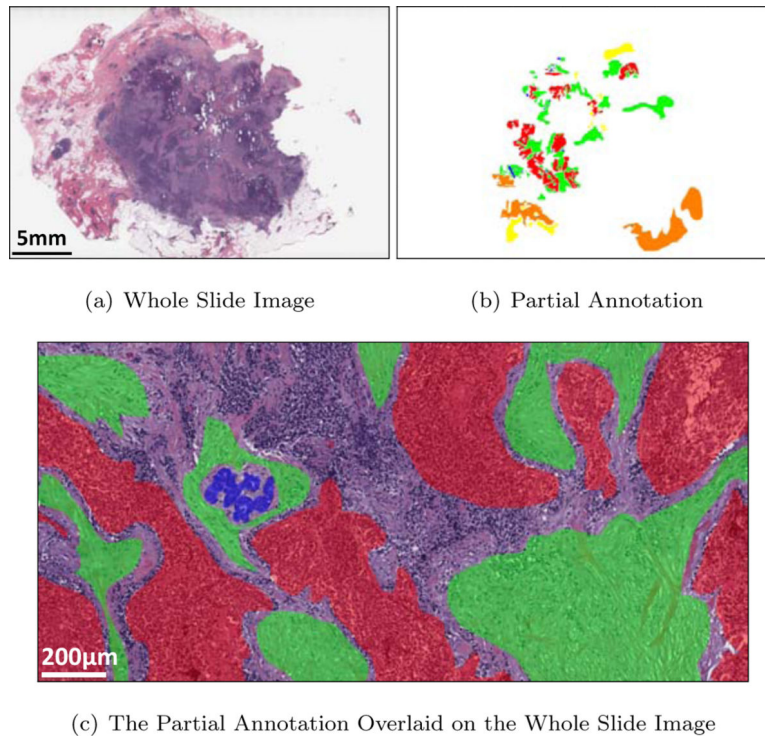 5mm
(a) Whole Slide Image
(b) Partial Annotation
200μm
(c) The Partial Annotation Overlaid on the Whole Slide Image